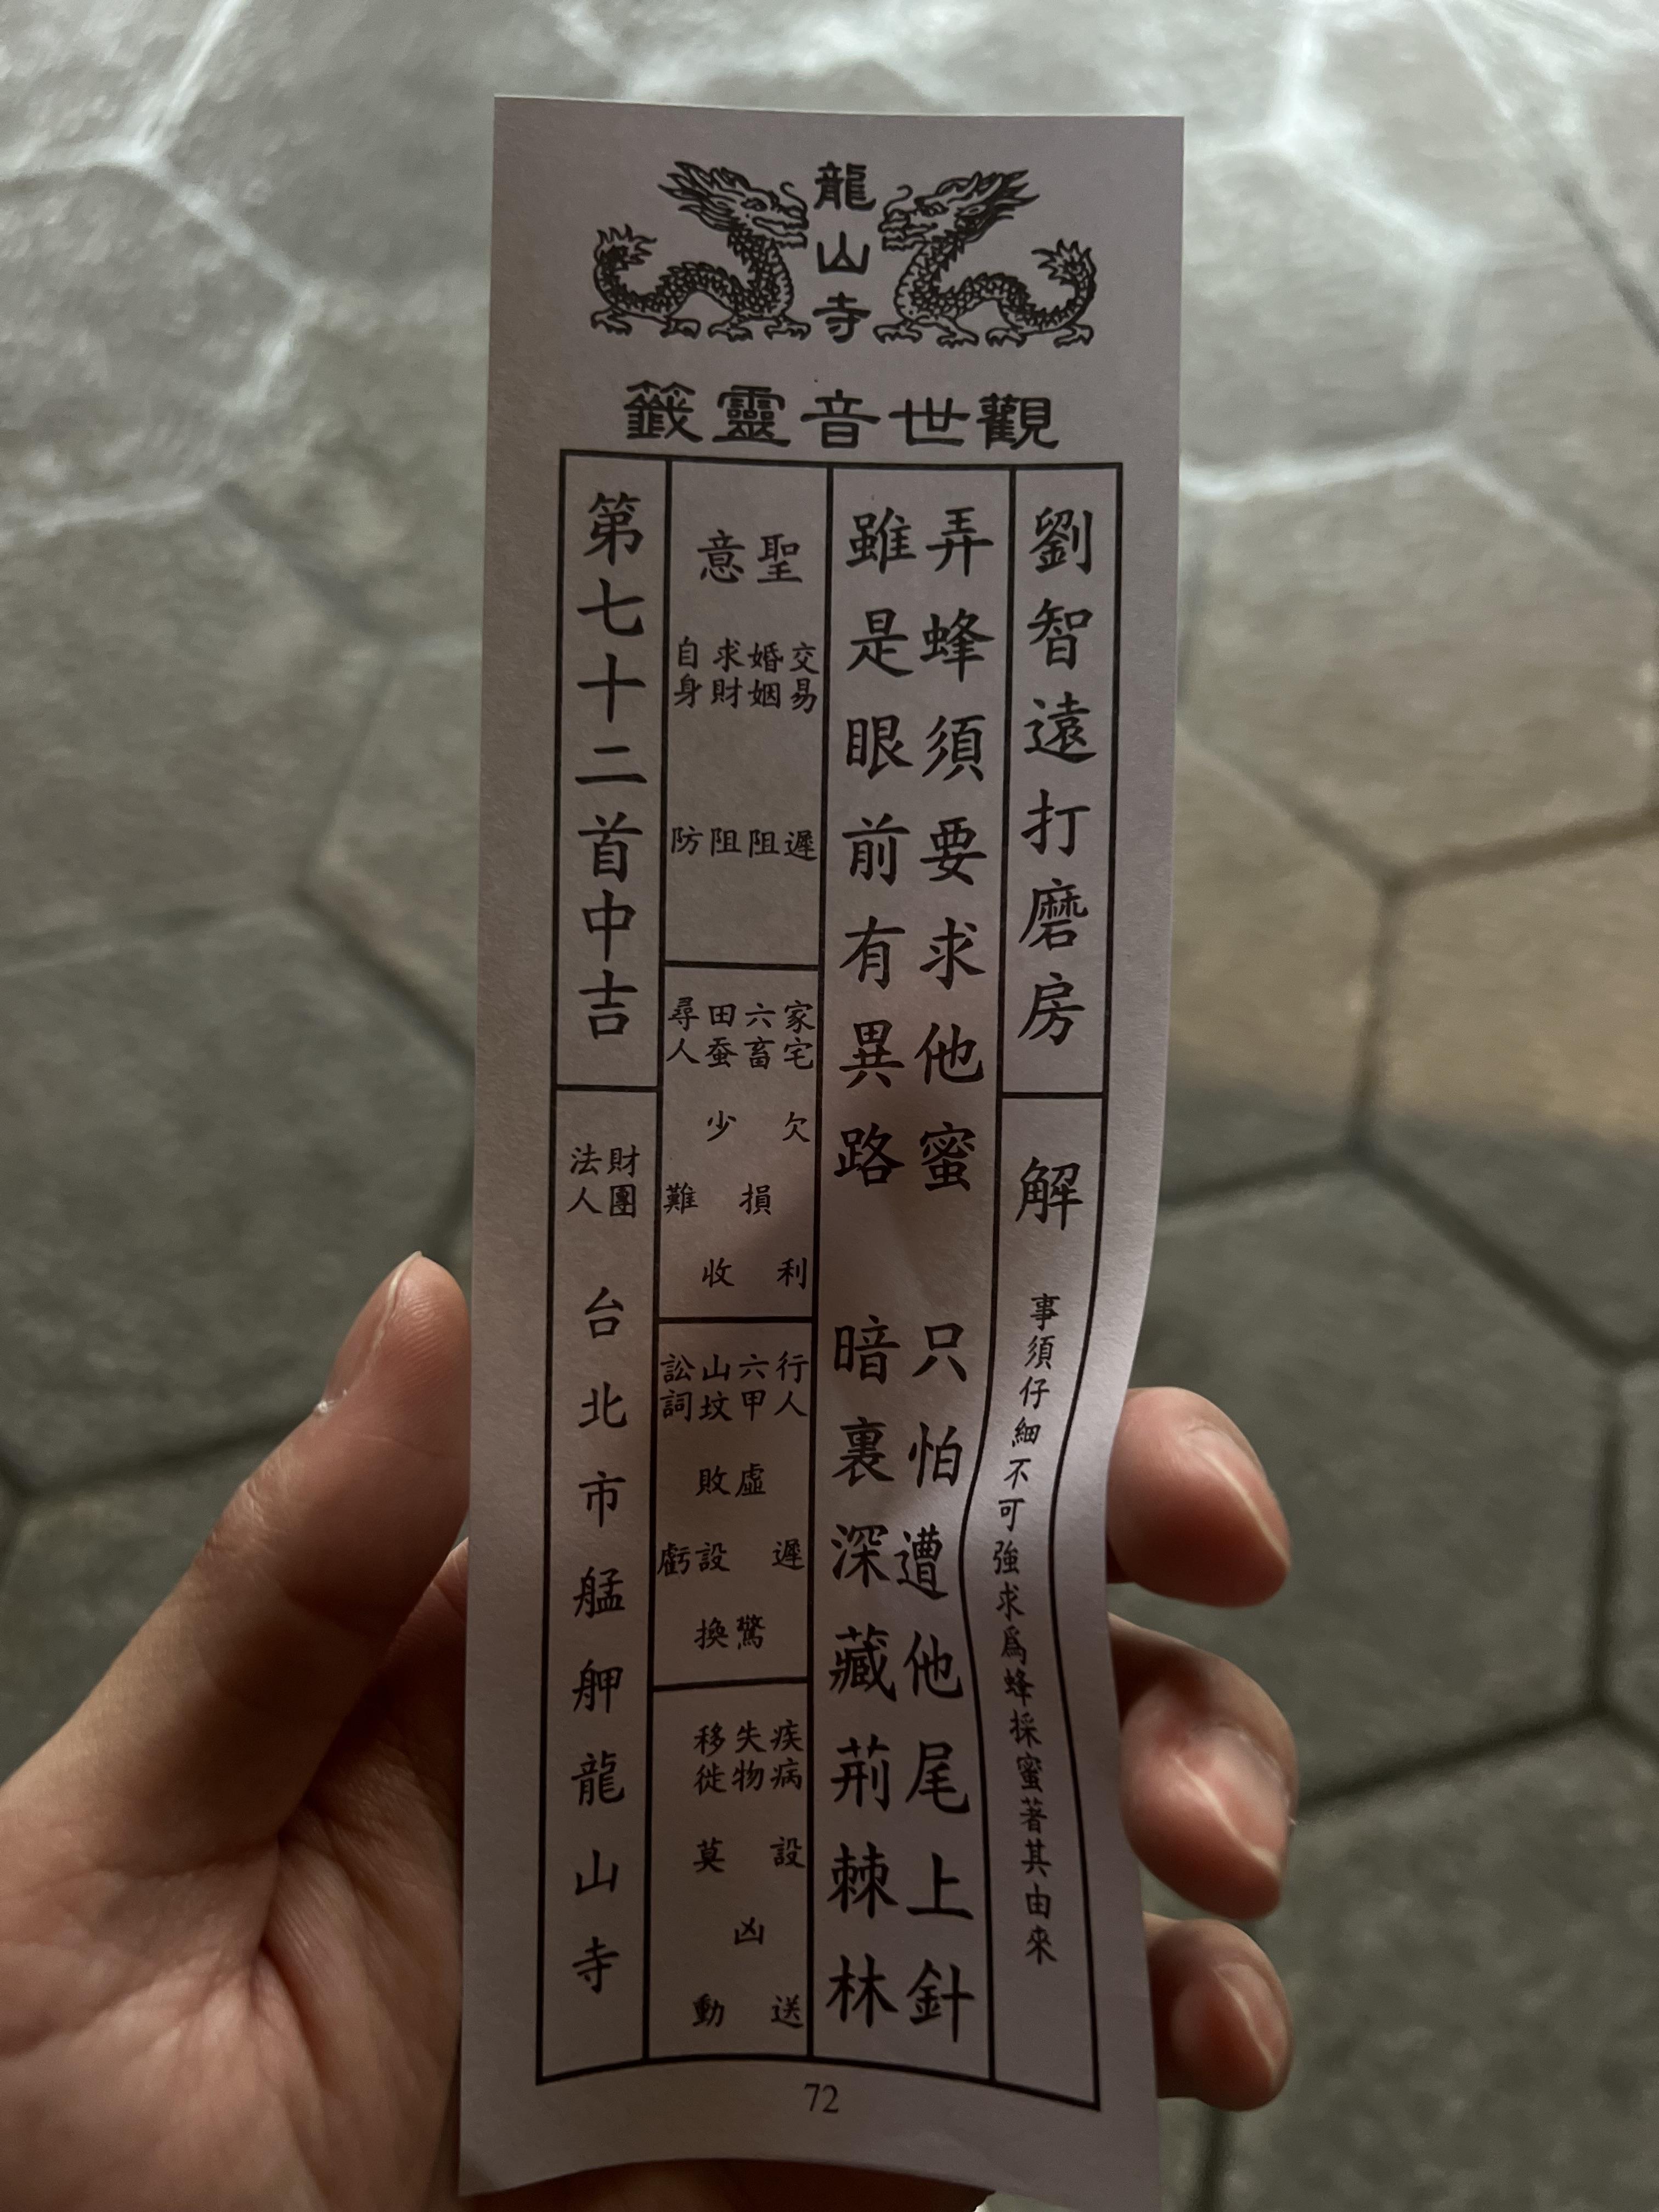 龍山寺
觀世音靈籤
劉智遠打磨房
解
事須仔細不可強求為蜂採蜜著其由來
弄蜂須要求他蜜 只怕遭他尾上針
雖是眼前有異路 暗裏深藏荊棘林
聖意
交易 遲
婚姻 阻
求財 阻
自身 防
家宅 欠利
六畜 損
田蚕 少收
尋人 難
行人 遲
六甲 虛驚
山坟 敗設換
訟詞 虧
疾病 設送
失物 凶
移徙 莫動
第七十二首中吉
財團法人
台北市艋舺龍山寺
72